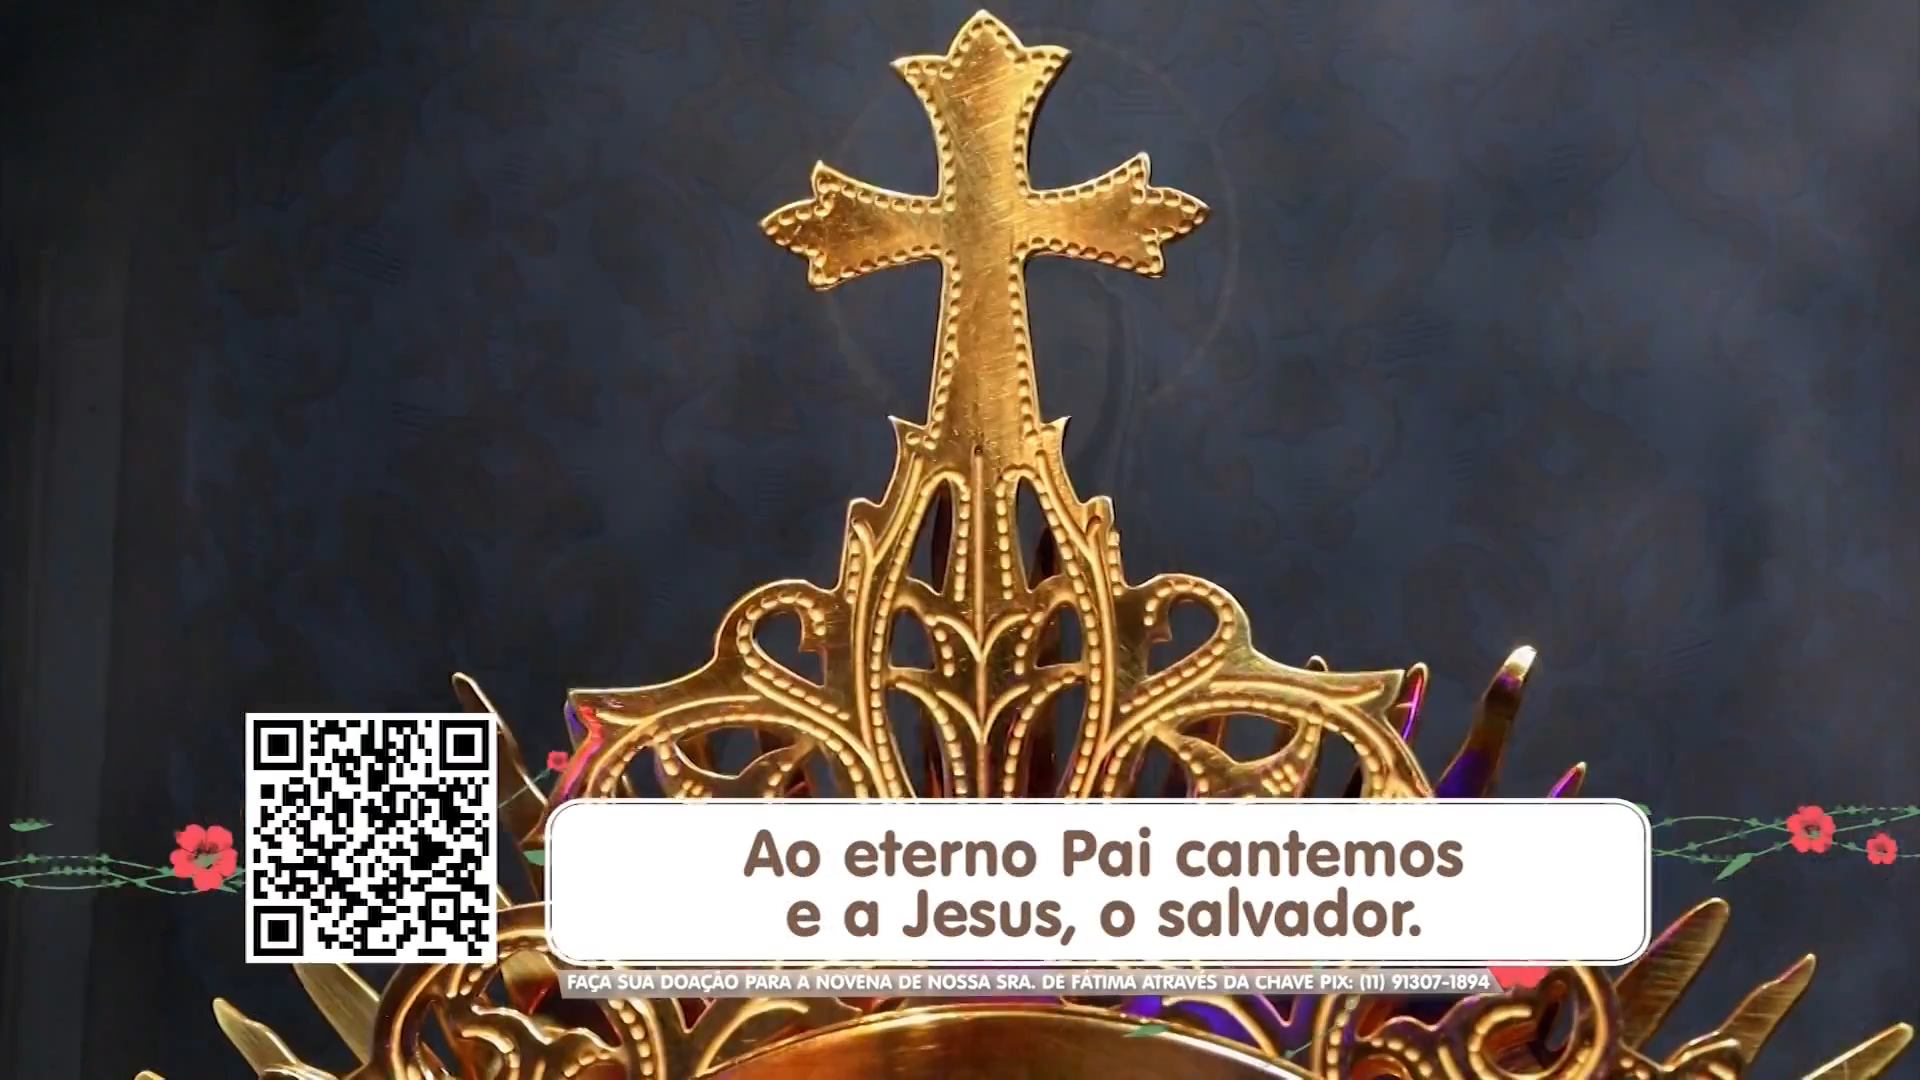 Ao eterno Pai cantemos
e a Jesus, o salvador.
FAÇA SUA DOAÇÃO PARA A NOVENA DE NOSSA SRA. DE FÁTIMA ATRAVÉS DA CHAVE PIX: (11) 91307-1894